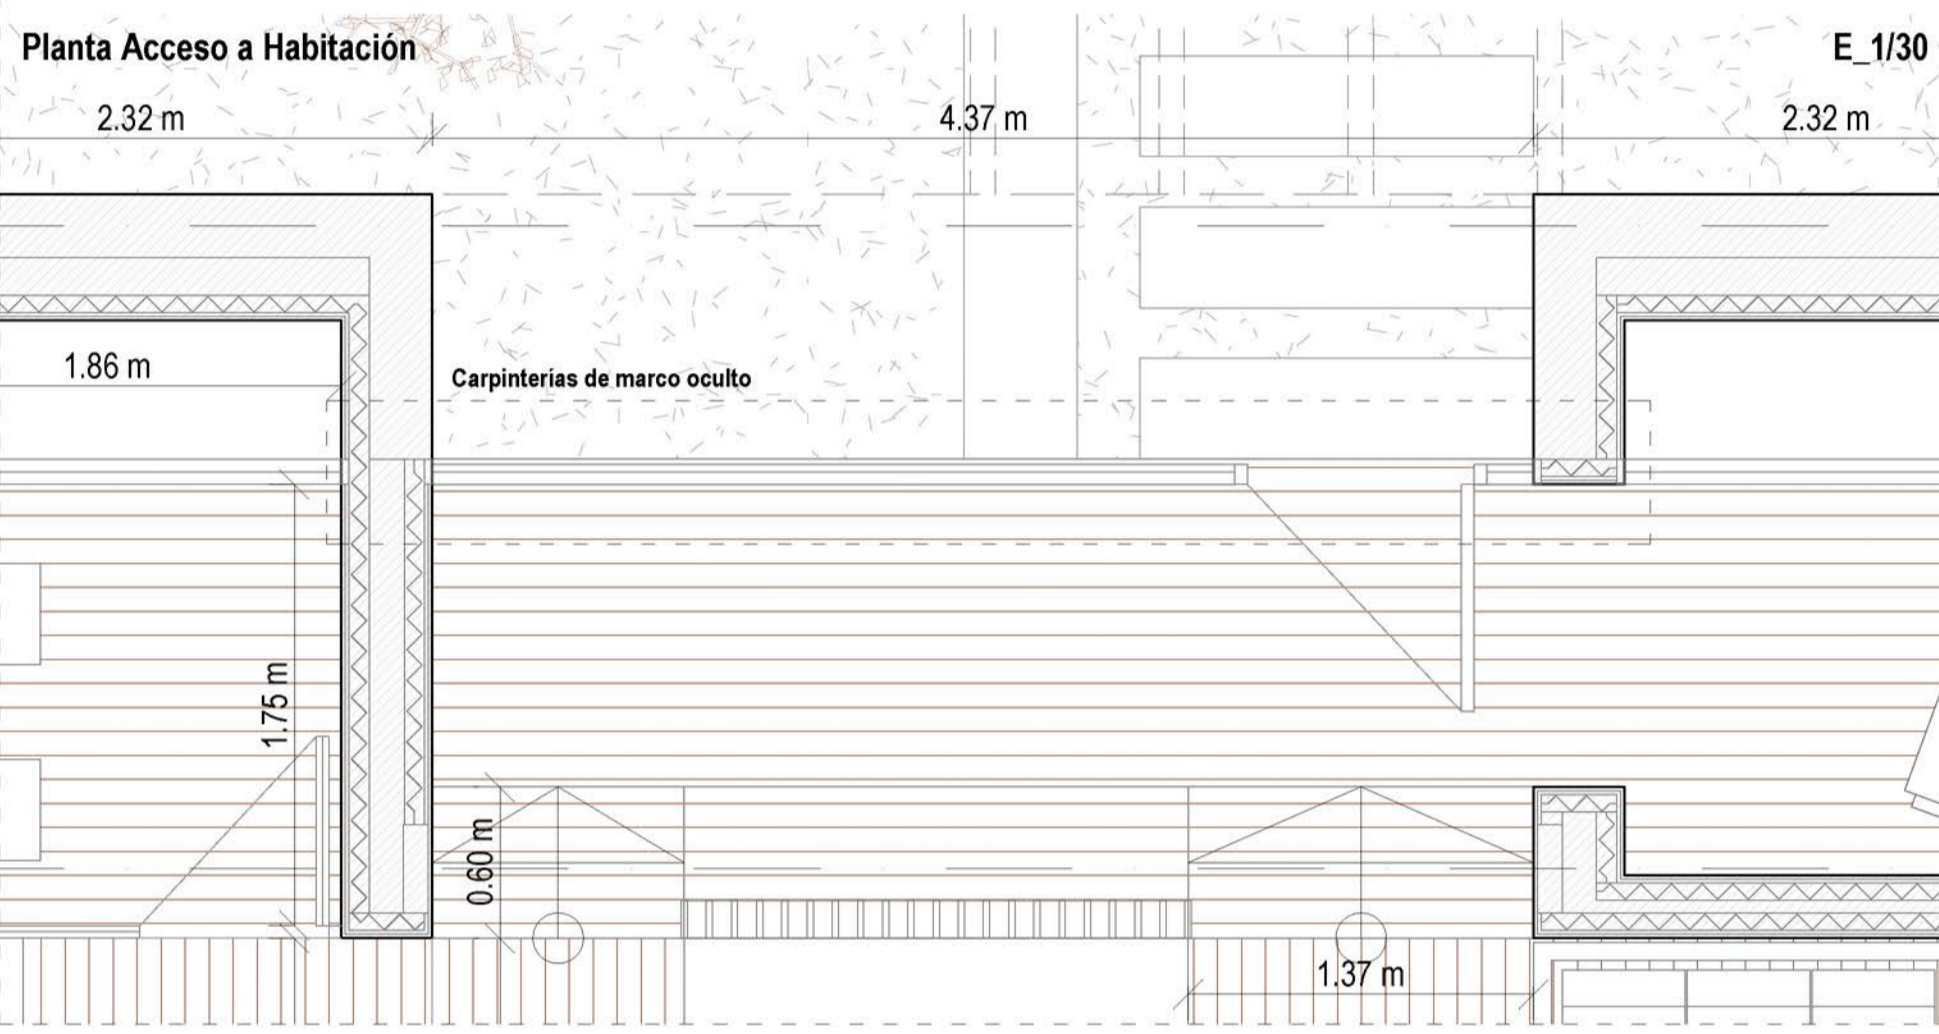 Planta Acceso a Habitación
E_1/30
2.32 m
4.37 m
2.32 m
1.86 m
Carpinterías de marco oculto
1.75 m
0.60 m
1.37 m